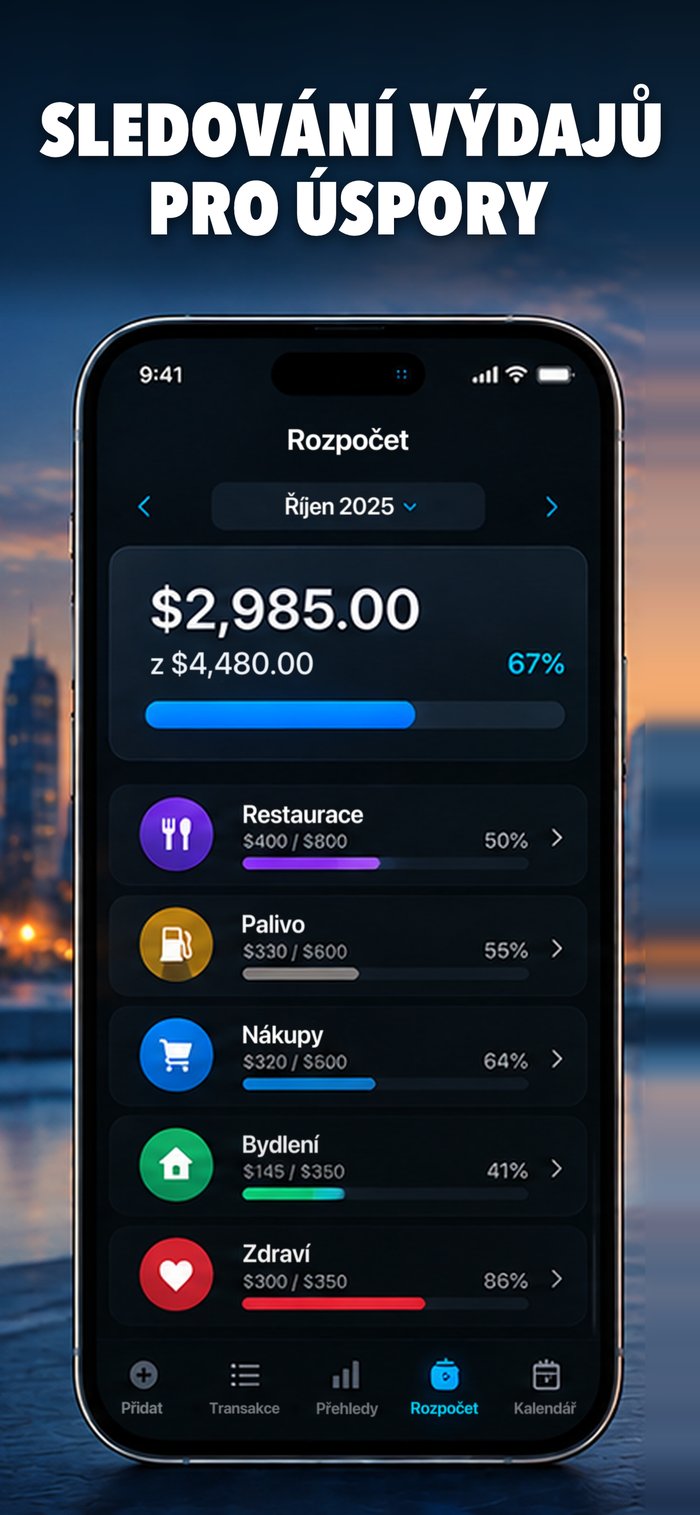 SLEDOVÁNÍ VÝDAJŮ
PRO ÚSPORY
9:41
Rozpočet
Říjen 2025
$2,985.00
z $4,480.00
67%
Restaurace
$400 / $800
50%
Palivo
$330 / $600
55%
Nákupy
$320 / $600
64%
Bydlení
$145 / $350
41%
Zdraví
$300 / $350
86%
Přidat
Transakce
Přehledy
Rozpočet
Kalendář